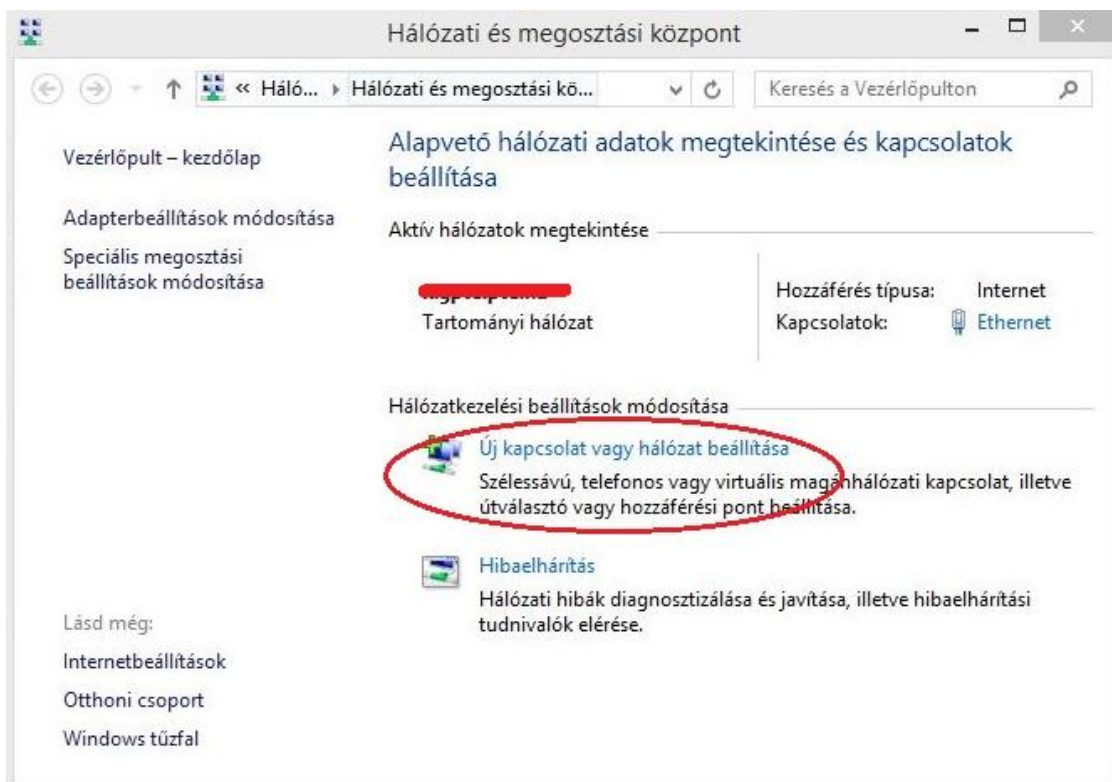 Hálózati és megosztási központ
« Háló... Hálózati és megosztási kö...
Keresés a Vezérlőpulton
Vezérlőpult – kezdőlap
Adapterbeállítások módosítása
Speciális megosztási
beállítások módosítása
Lásd még:
Internetbeállítások
Otthoni csoport
Windows tűzfal
Alapvető hálózati adatok megtekintése és kapcsolatok
beállítása
Aktív hálózatok megtekintése
Tartományi hálózat
Hozzáférés típusa: Internet
Kapcsolatok: Ethernet
Hálózatkezelési beállítások módosítása
Új kapcsolat vagy hálózat beállítása
Szélessávú, telefonos vagy virtuális magánhálózati kapcsolat, illetve
útválasztó vagy hozzáférési pont beállítása.
Hibaelhárítás
Hálózati hibák diagnosztizálása és javítása, illetve hibaelhárítási
tudnivalók elérése.